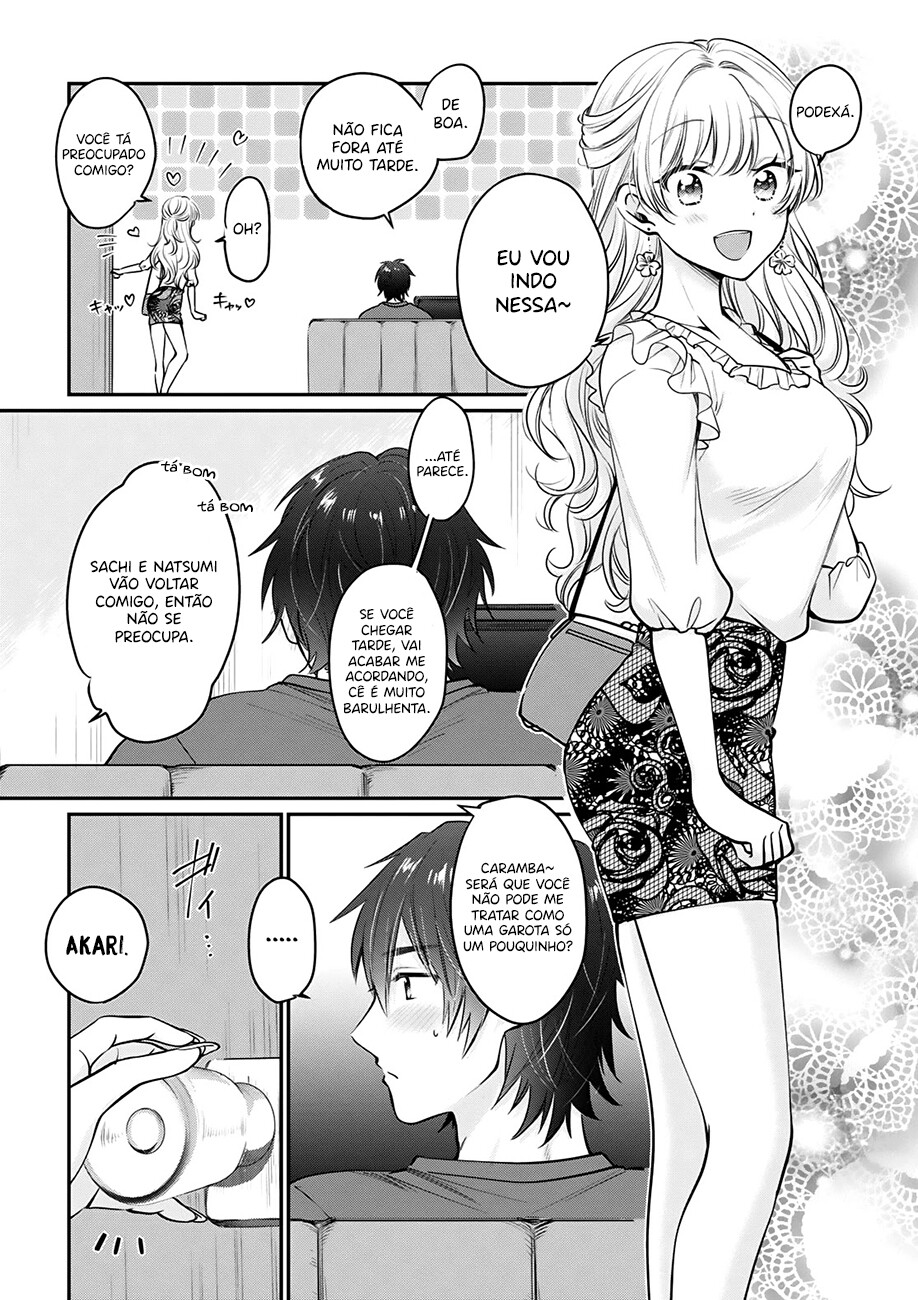 PODEXÁ.
EU VOU
INDO
NESSA~
DE
BOA.
NÃO FICA
FORA ATÉ
MUITO TARDE.
OH?
VOCÊ TÁ
PREOCUPADO
COMIGO?
キャッ
キャッ
...ATÉ
PARECE.
SE VOCÊ
CHEGAR
TARDE, VAI
ACABAR ME
ACORDANDO,
CÊ É MUITO
BARULHENTA.
tá bom
tá bom
SACHI E NATSUMI
VÃO VOLTAR
COMIGO, ENTÃO
NÃO SE
PREOCUPA.
CARAMBA~
SERÁ QUE VOCÊ
NÃO PODE ME
TRATAR COMO
UMA GAROTA SÓ
UM POUQUINHO?
.....
AKARI.
ギィ